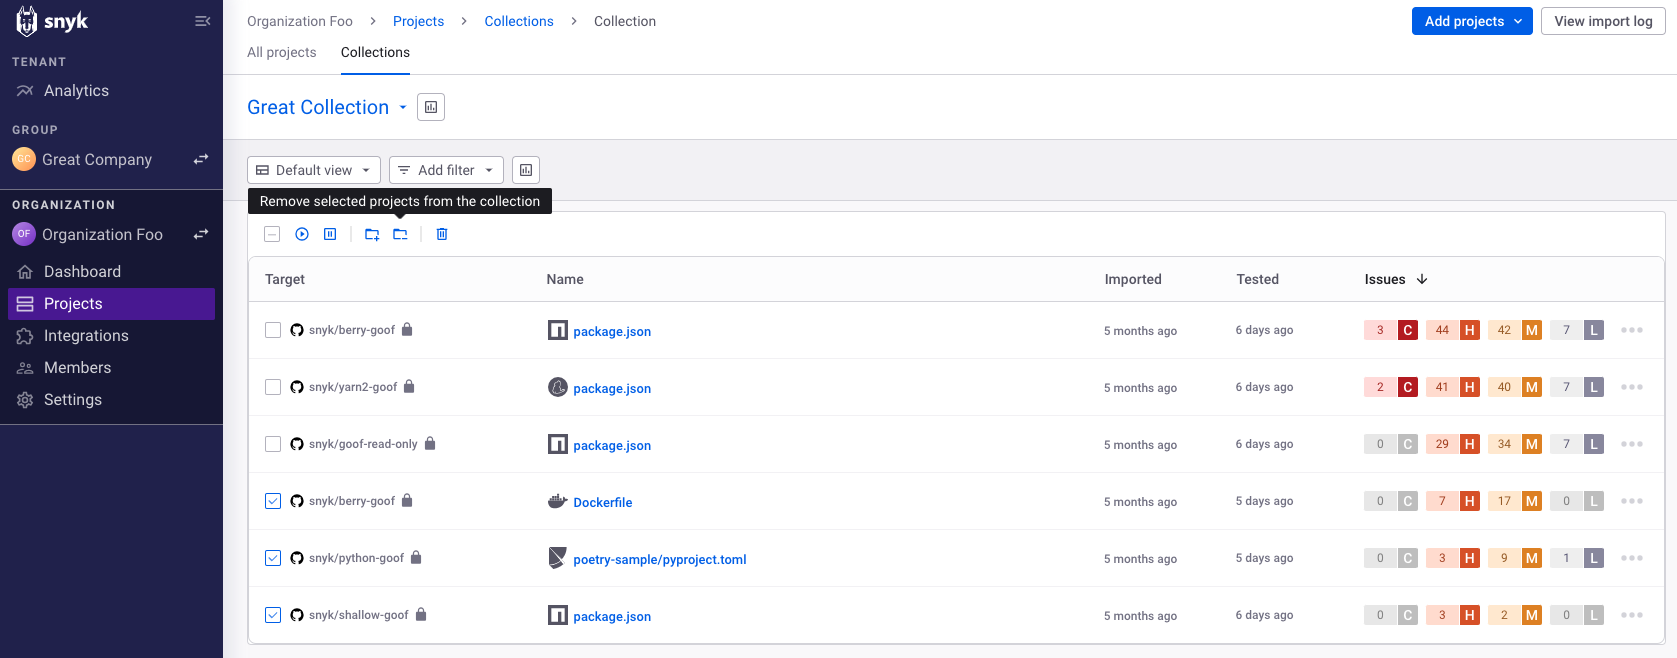 snyk
Organization Foo > Projects > Collections > Collection
Add projects
View import log
All projects
Collections
TENANT
Analytics
GROUP
GC Great Company
ORGANIZATION
OF Organization Foo
Dashboard
Projects
Integrations
Members
Settings
Great Collection
Default view
Add filter
Remove selected projects from the collection
Target Name Imported Tested Issues
snyk/berry-goof package.json 5 months ago 6 days ago 3 C 44 H 42 M 7 L
snyk/yarn2-goof package.json 5 months ago 6 days ago 2 C 41 H 40 M 7 L
snyk/goof-read-only package.json 5 months ago 6 days ago 0 C 29 H 34 M 7 L
snyk/berry-goof Dockerfile 5 months ago 5 days ago 0 C 7 H 17 M 0 L
snyk/python-goof poetry-sample/pyproject.toml 5 months ago 5 days ago 0 C 3 H 9 M 1 L
snyk/shallow-goof package.json 5 months ago 6 days ago 0 C 3 H 2 M 0 L